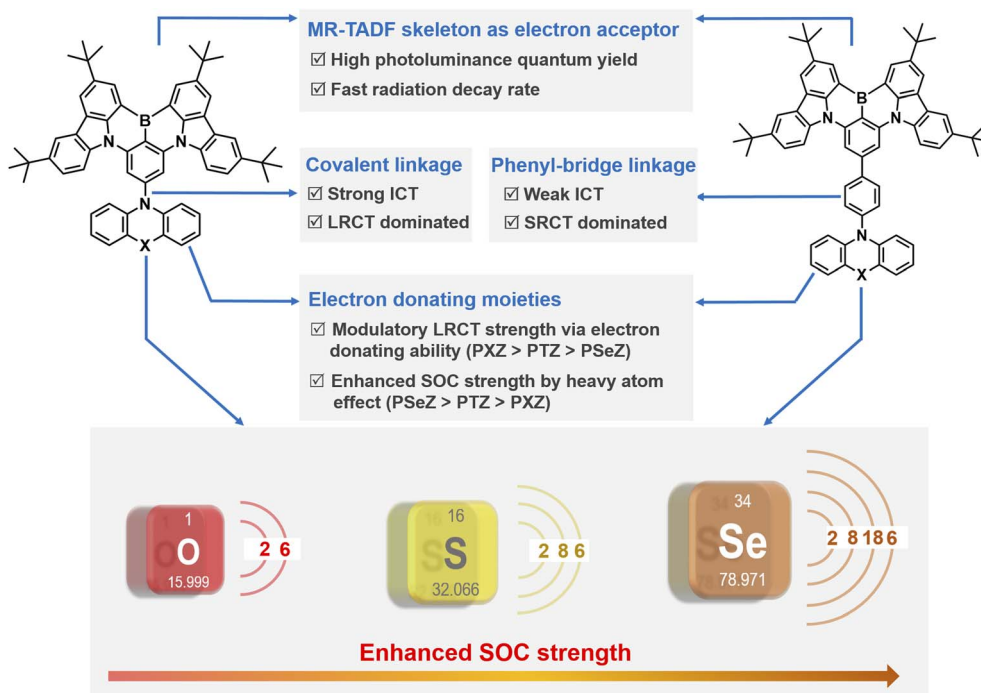 MR-TADF skeleton as electron acceptor
☑ High photoluminance quantum yield
☑ Fast radiation decay rate
B
N
N
N
X
Covalent linkage
☑ Strong ICT
☑ LRCT dominated
Phenyl-bridge linkage
☑ Weak ICT
☑ SRCT dominated
B
N
N
N
X
Electron donating moieties
☑ Modulatory LRCT strength via electron
donating ability (PXZ > PTZ > PSeZ)
☑ Enhanced SOC strength by heavy atom
effect (PSeZ > PTZ > PXZ)
1
O
15.999
2 6
16
S
32.066
2 8 6
34
Se
78.971
2 8 18 6
Enhanced SOC strength